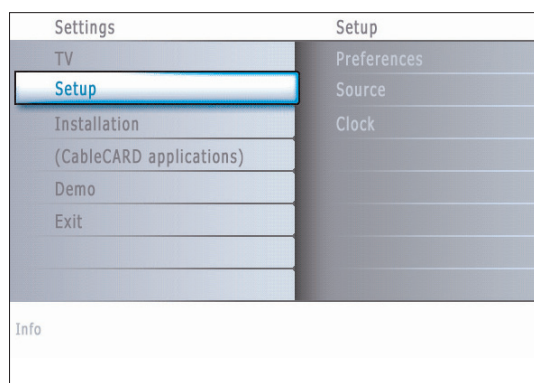 Settings
TV
Setup
Installation
(CableCARD applications)
Demo
Exit
Setup
Preferences
Source
Clock
Info